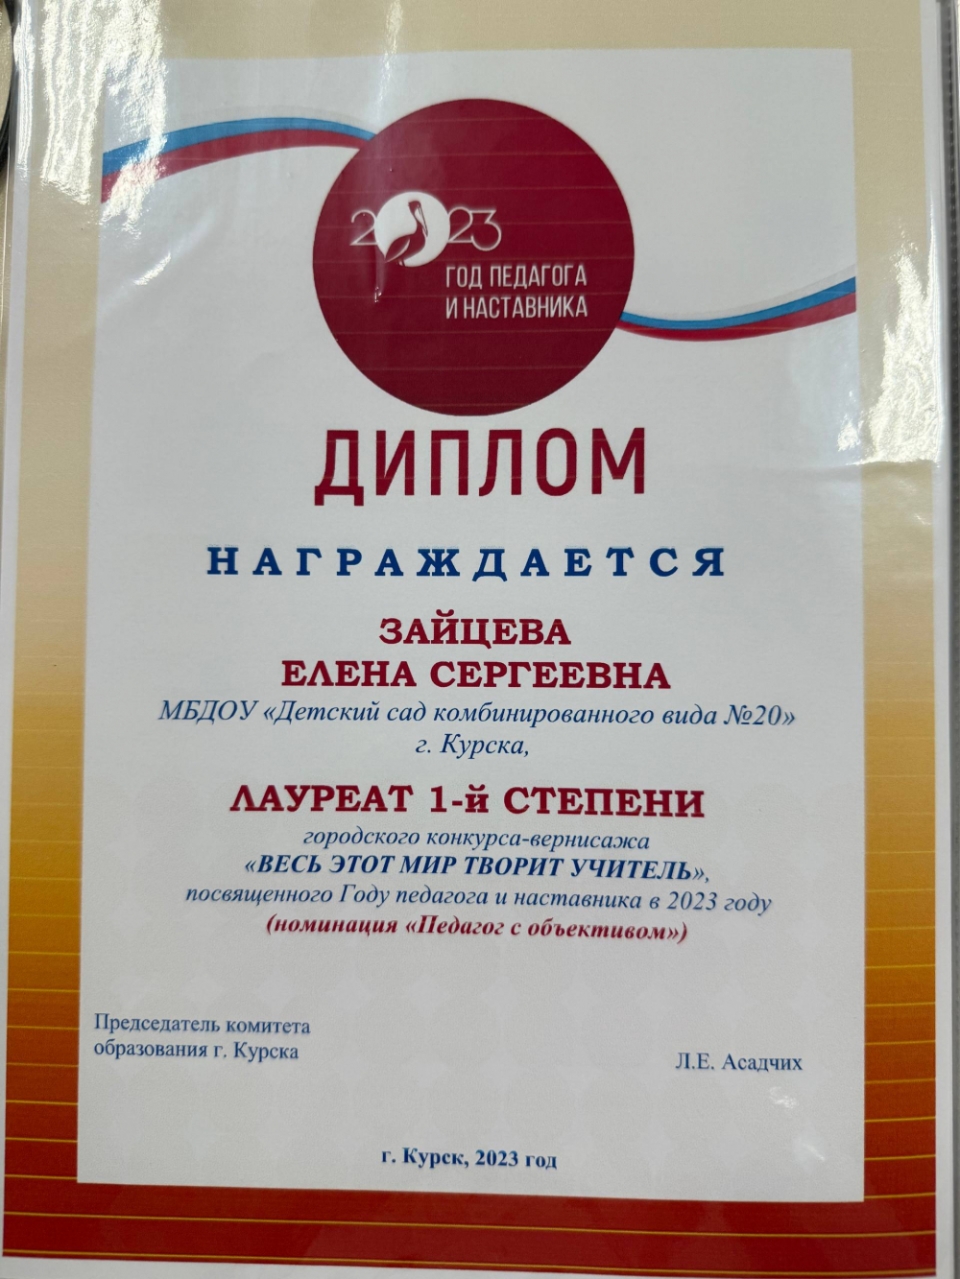 2023
ГОД ПЕДАГОГА
И НАСТАВНИКА
ДИПЛОМ
НАГРАЖДАЕТСЯ
ЗАЙЦЕВА
ЕЛЕНА СЕРГЕЕВНА
МБДОУ «Детский сад комбинированного вида №20»
г. Курска,
ЛАУРЕАТ 1-й СТЕПЕНИ
городского конкурса-вернисажа
«ВЕСЬ ЭТОТ МИР ТВОРИТ УЧИТЕЛЬ»,
посвященного Году педагога и наставника в 2023 году
(номинация «Педагог с объективом»)
Председатель комитета
образования г. Курска
Л.Е. Асадчих
г. Курск, 2023 год